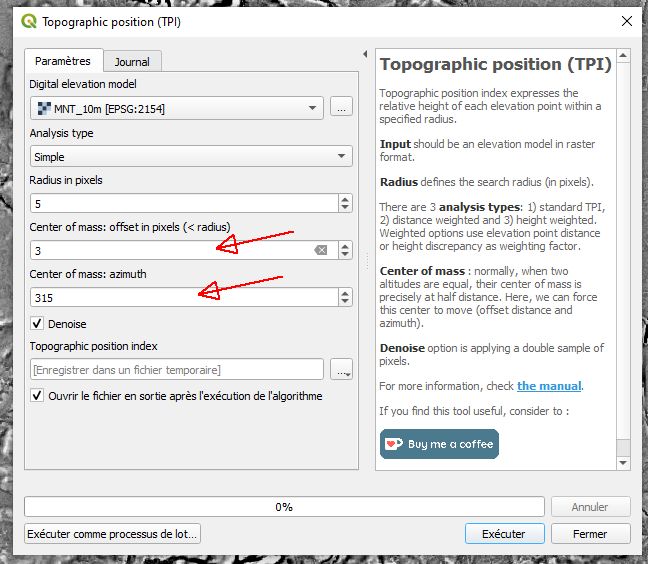 Topographic position (TPI)
Paramètres
Journal
Digital elevation model
MNT_10m [EPSG:2154]
...
Analysis type
Simple
Radius in pixels
5
Center of mass: offset in pixels (< radius)
3
Center of mass: azimuth
315
Denoise
Topographic position index
[Enregistrer dans un fichier temporaire]
...
Ouvrir le fichier en sortie après l'exécution de l'algorithme
Topographic position (TPI)
Topographic position index expresses the
relative height of each elevation point within a
specified radius.
Input should be an elevation model in raster
format.
Radius defines the search radius (in pixels).
There are 3 analysis types: 1) standard TPI,
2) distance weighted and 3) height weighted.
Weighted options use elevation point distance
or height discrepancy as weighting factor.
Center of mass : normally, when two
altitudes are equal, their center of mass is
precisely at half distance. Here, we can force
this center to move (offset distance and
azimuth).
Denoise option is applying a double sample of
pixels.
For more information, check the manual.
If you find this tool useful, consider to :
Buy me a coffee
0%
Annuler
Exécuter comme processus de lot...
Exécuter
Fermer